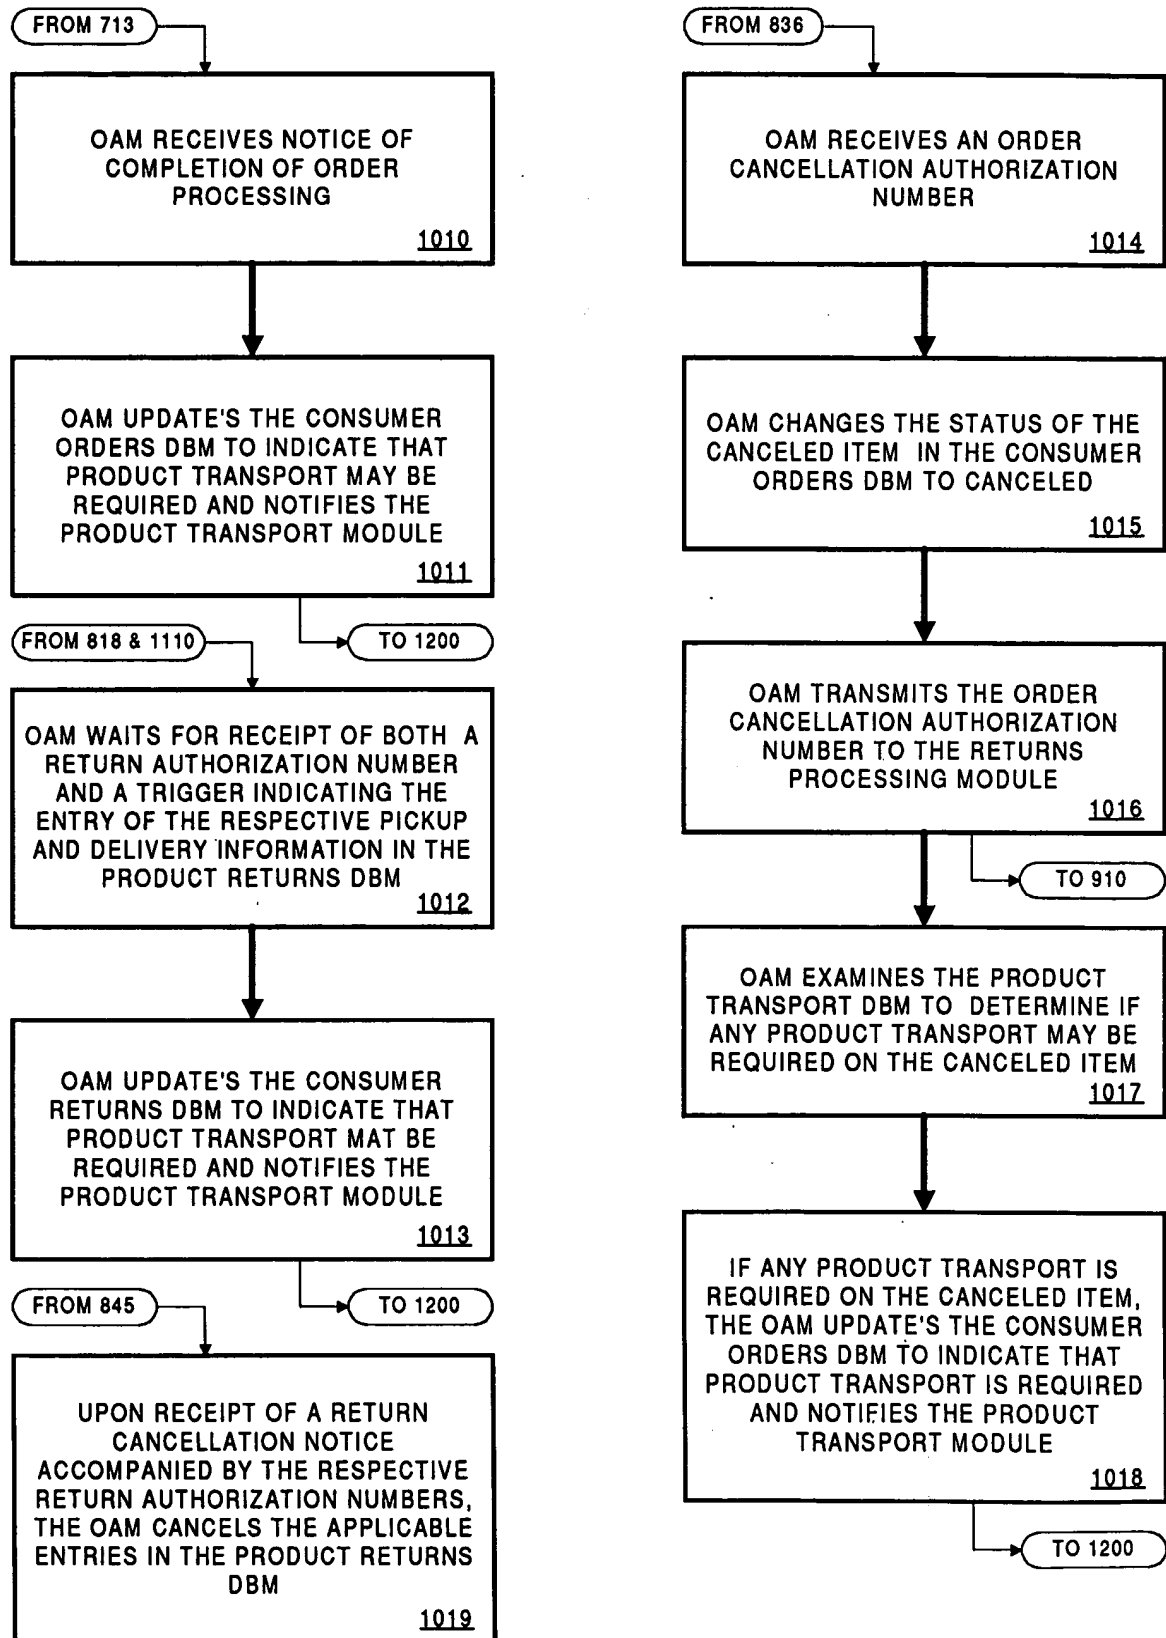 FROM 713
OAM RECEIVES NOTICE OF
COMPLETION OF ORDER
PROCESSING
1010
OAM UPDATE'S THE CONSUMER
ORDERS DBM TO INDICATE THAT
PRODUCT TRANSPORT MAY BE
REQUIRED AND NOTIFIES THE
PRODUCT TRANSPORT MODULE
1011
TO 1200
FROM 818 & 1110
OAM WAITS FOR RECEIPT OF BOTH A
RETURN AUTHORIZATION NUMBER
AND A TRIGGER INDICATING THE
ENTRY OF THE RESPECTIVE PICKUP
AND DELIVERY INFORMATION IN THE
PRODUCT RETURNS DBM
1012
OAM UPDATE'S THE CONSUMER
RETURNS DBM TO INDICATE THAT
PRODUCT TRANSPORT MAT BE
REQUIRED AND NOTIFIES THE
PRODUCT TRANSPORT MODULE
1013
TO 1200
FROM 845
UPON RECEIPT OF A RETURN
CANCELLATION NOTICE
ACCOMPANIED BY THE RESPECTIVE
RETURN AUTHORIZATION NUMBERS,
THE OAM CANCELS THE APPLICABLE
ENTRIES IN THE PRODUCT RETURNS
DBM
1019
FROM 836
OAM RECEIVES AN ORDER
CANCELLATION AUTHORIZATION
NUMBER
1014
OAM CHANGES THE STATUS OF THE
CANCELED ITEM IN THE CONSUMER
ORDERS DBM TO CANCELED
1015
OAM TRANSMITS THE ORDER
CANCELLATION AUTHORIZATION
NUMBER TO THE RETURNS
PROCESSING MODULE
1016
TO 910
OAM EXAMINES THE PRODUCT
TRANSPORT DBM TO DETERMINE IF
ANY PRODUCT TRANSPORT MAY BE
REQUIRED ON THE CANCELED ITEM
1017
IF ANY PRODUCT TRANSPORT IS
REQUIRED ON THE CANCELED ITEM,
THE OAM UPDATE'S THE CONSUMER
ORDERS DBM TO INDICATE THAT
PRODUCT TRANSPORT IS REQUIRED
AND NOTIFIES THE PRODUCT
TRANSPORT MODULE
1018
TO 1200